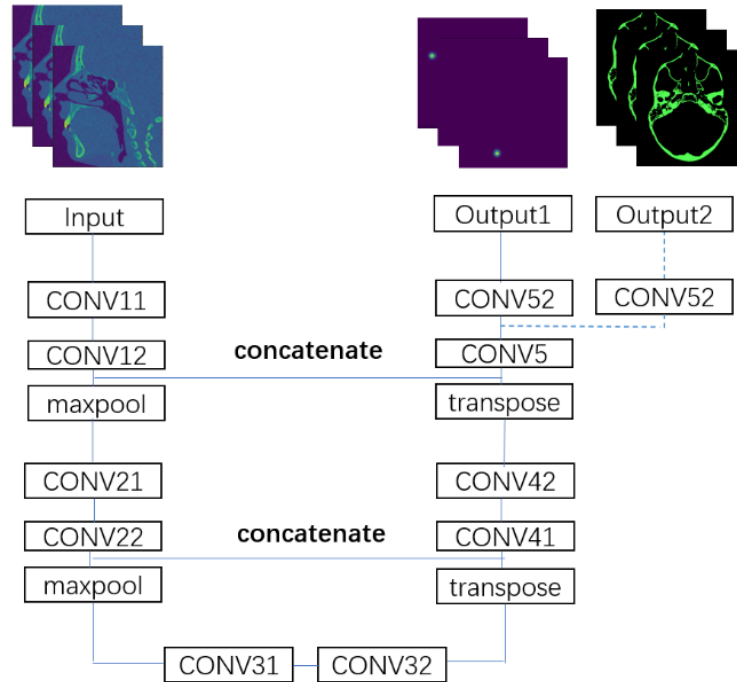 Input
Output1
Output2
CONV11
CONV52
CONV52
CONV12
concatenate
CONV5
maxpool
transpose
CONV21
CONV42
CONV22
concatenate
CONV41
maxpool
transpose
CONV31
CONV32